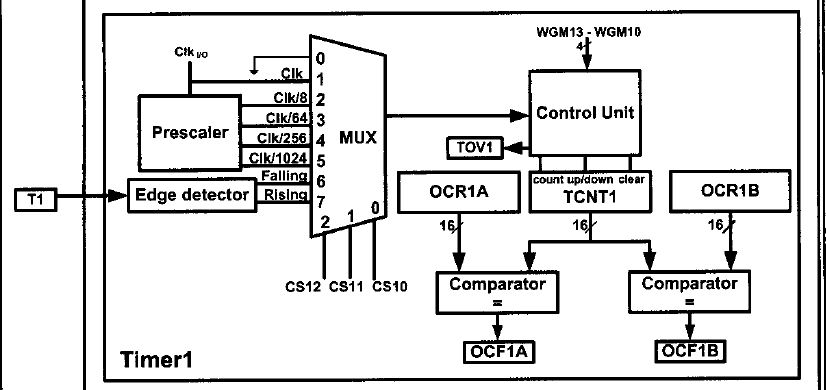 WGM13 - WGM10
4
Clk I/O
0
Clk
1
Clk/8
2
Clk/64
3
Clk/256
4
Clk/1024
5
Falling
6
Rising
7
Prescaler
MUX
Control Unit
TOV1
T1
Edge detector
2 1 0
CS12 CS11 CS10
count up/down clear
TCNT1
OCR1A
OCR1B
16
16
16
Comparator
=
Comparator
=
OCF1A
OCF1B
Timer1